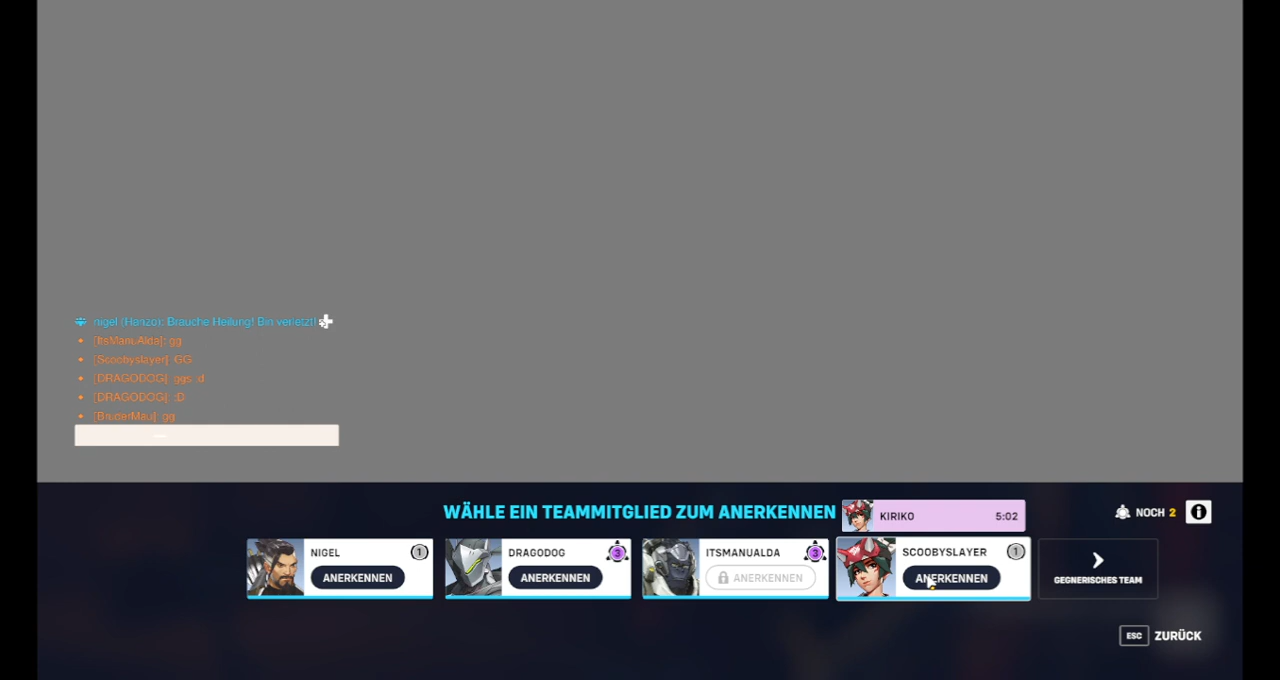 nigel (Hanzo): Brauche Heilung! Bin verletzt!
[ItsManuAlda]: gg
[Scoobyslayer]: GG
[DRAGODOG]: ggs :d
[DRAGODOG]: :D
[BruderMau]: gg
WÄHLE EIN TEAMMITGLIED ZUM ANERKENNEN
KIRIKO 5:02
NOCH 2
NIGEL 1
ANERKENNEN
DRAGODOG 3
ANERKENNEN
ITSMANUALDA 3
ANERKENNEN
SCOOBYSLAYER 1
ANERKENNEN
GEGNERISCHES TEAM
ESC ZURÜCK